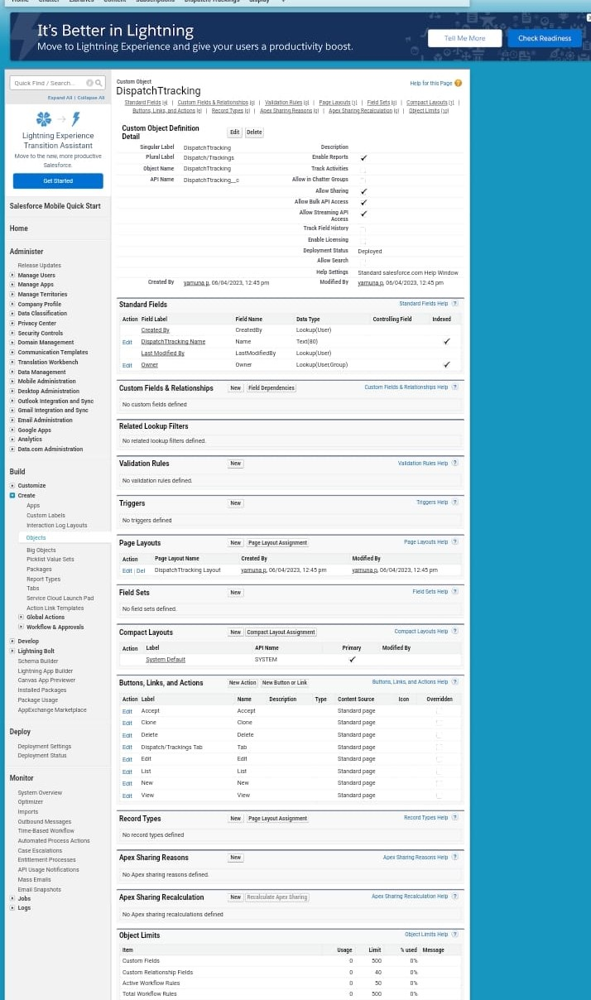 Home Chatter Libraries Content Subscriptions Dispatch/Trackings display +
It's Better in Lightning
Move to Lightning Experience and give your users a productivity boost.
Tell Me More
Check Readiness
Quick Find / Search...
Expand All | Collapse All
Lightning Experience
Transition Assistant
Move to the new, more productive
Salesforce.
Get Started
Salesforce Mobile Quick Start
Home
Administer
Release Updates
Manage Users
Manage Apps
Manage Territories
Company Profile
Data Classification
Privacy Center
Security Controls
Domain Management
Communication Templates
Translation Workbench
Data Management
Mobile Administration
Desktop Administration
Outlook Integration and Sync
Gmail Integration and Sync
Email Administration
Google Apps
Analytics
Data.com Administration
Build
Customize
Create
Apps
Custom Labels
Interaction Log Layouts
Objects
Big Objects
Picklist Value Sets
Packages
Report Types
Tabs
Service Cloud Launch Pad
Action Link Templates
Global Actions
Workflow & Approvals
Develop
Lightning Bolt
Schema Builder
Lightning App Builder
Canvas App Previewer
Installed Packages
Package Usage
AppExchange Marketplace
Deploy
Deployment Settings
Deployment Status
Monitor
System Overview
Optimizer
Imports
Outbound Messages
Time-Based Workflow
Automated Process Actions
Case Escalations
Entitlement Processes
API Usage Notifications
Mass Emails
Email Snapshots
Jobs
Logs
Custom Object
DispatchTtracking
Help for this Page ?
Standard Fields [4] | Custom Fields & Relationships [0] | Validation Rules [0] | Page Layouts [1] | Field Sets [0] | Compact Layouts [1] |
Buttons, Links, and Actions [8] | Record Types [0] | Apex Sharing Reasons [0] | Apex Sharing Recalculation [0] | Object Limits [10]
Custom Object Definition
Detail
Edit Delete
Singular Label DispatchTtracking Description
Plural Label Dispatch/Trackings Enable Reports ✓
Object Name DispatchTtracking Track Activities
API Name DispatchTtracking__c Allow in Chatter Groups
Allow Sharing ✓
Allow Bulk API Access ✓
Allow Streaming API
Access ✓
Track Field History
Enable Licensing
Deployment Status Deployed
Allow Search
Help Settings Standard salesforce.com Help Window
Created By yamuna p, 06/04/2023, 12:45 pm Modified By yamuna p, 06/04/2023, 12:45 pm
Standard Fields Standard Fields Help ?
Action Field Label Field Name Data Type Controlling Field Indexed
Created By CreatedBy Lookup(User)
Edit DispatchTtracking Name Name Text(80) ✓
Last Modified By LastModifiedBy Lookup(User)
Edit Owner Owner Lookup(User,Group) ✓
Custom Fields & Relationships New Field Dependencies Custom Fields & Relationships Help ?
No custom fields defined
Related Lookup Filters
No related lookup filters defined.
Validation Rules New Validation Rules Help ?
No validation rules defined.
Triggers New Triggers Help ?
No triggers defined
Page Layouts New Page Layout Assignment Page Layouts Help ?
Action Page Layout Name Created By Modified By
Edit | Del DispatchTtracking Layout yamuna p, 06/04/2023, 12:45 pm yamuna p, 06/04/2023, 12:45 pm
Field Sets New Field Sets Help ?
No field sets defined.
Compact Layouts New Compact Layout Assignment Compact Layouts Help ?
Action Label API Name Primary Modified By
System Default SYSTEM ✓
Buttons, Links, and Actions New Action New Button or Link Buttons, Links, and Actions Help ?
Action Label Name Description Type Content Source Icon Overridden
Edit Accept Accept Standard page
Edit Clone Clone Standard page
Edit Delete Delete Standard page
Edit Dispatch/Trackings Tab Tab Standard page
Edit Edit Edit Standard page
Edit List List Standard page
Edit New New Standard page
Edit View View Standard page
Record Types New Page Layout Assignment Record Types Help ?
No record types defined
Apex Sharing Reasons New Apex Sharing Reasons Help ?
No Apex sharing reasons defined.
Apex Sharing Recalculation New Recalculate Apex Sharing Apex Sharing Recalculation Help ?
No Apex sharing recalculations defined
Object Limits Object Limits Help ?
Item Usage Limit % used Message
Custom Fields 0 500 0%
Custom Relationship Fields 0 40 0%
Active Workflow Rules 0 50 0%
Total Workflow Rules 0 500 0%